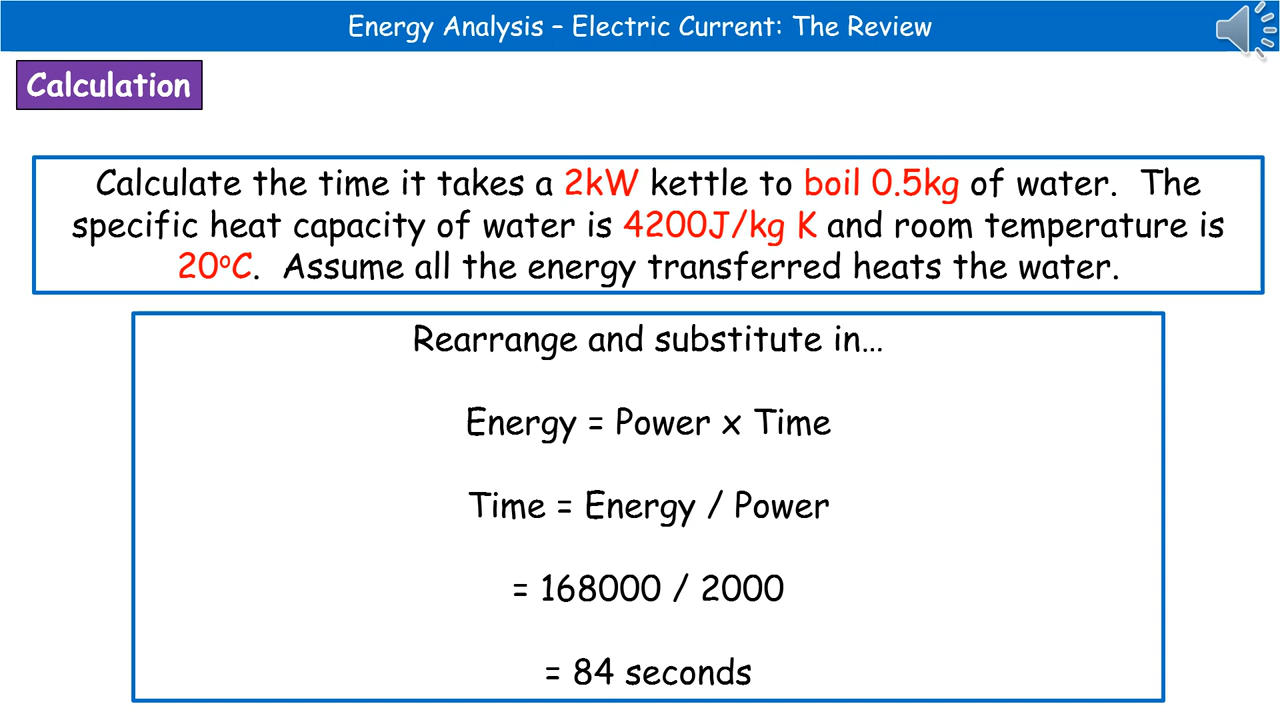 Energy Analysis – Electric Current: The Review
Calculation
Calculate the time it takes a 2kW kettle to boil 0.5kg of water. The
specific heat capacity of water is 4200J/kg K and room temperature is
20ºC. Assume all the energy transferred heats the water.
Rearrange and substitute in...
Energy = Power x Time
Time = Energy / Power
= 168000 / 2000
= 84 seconds